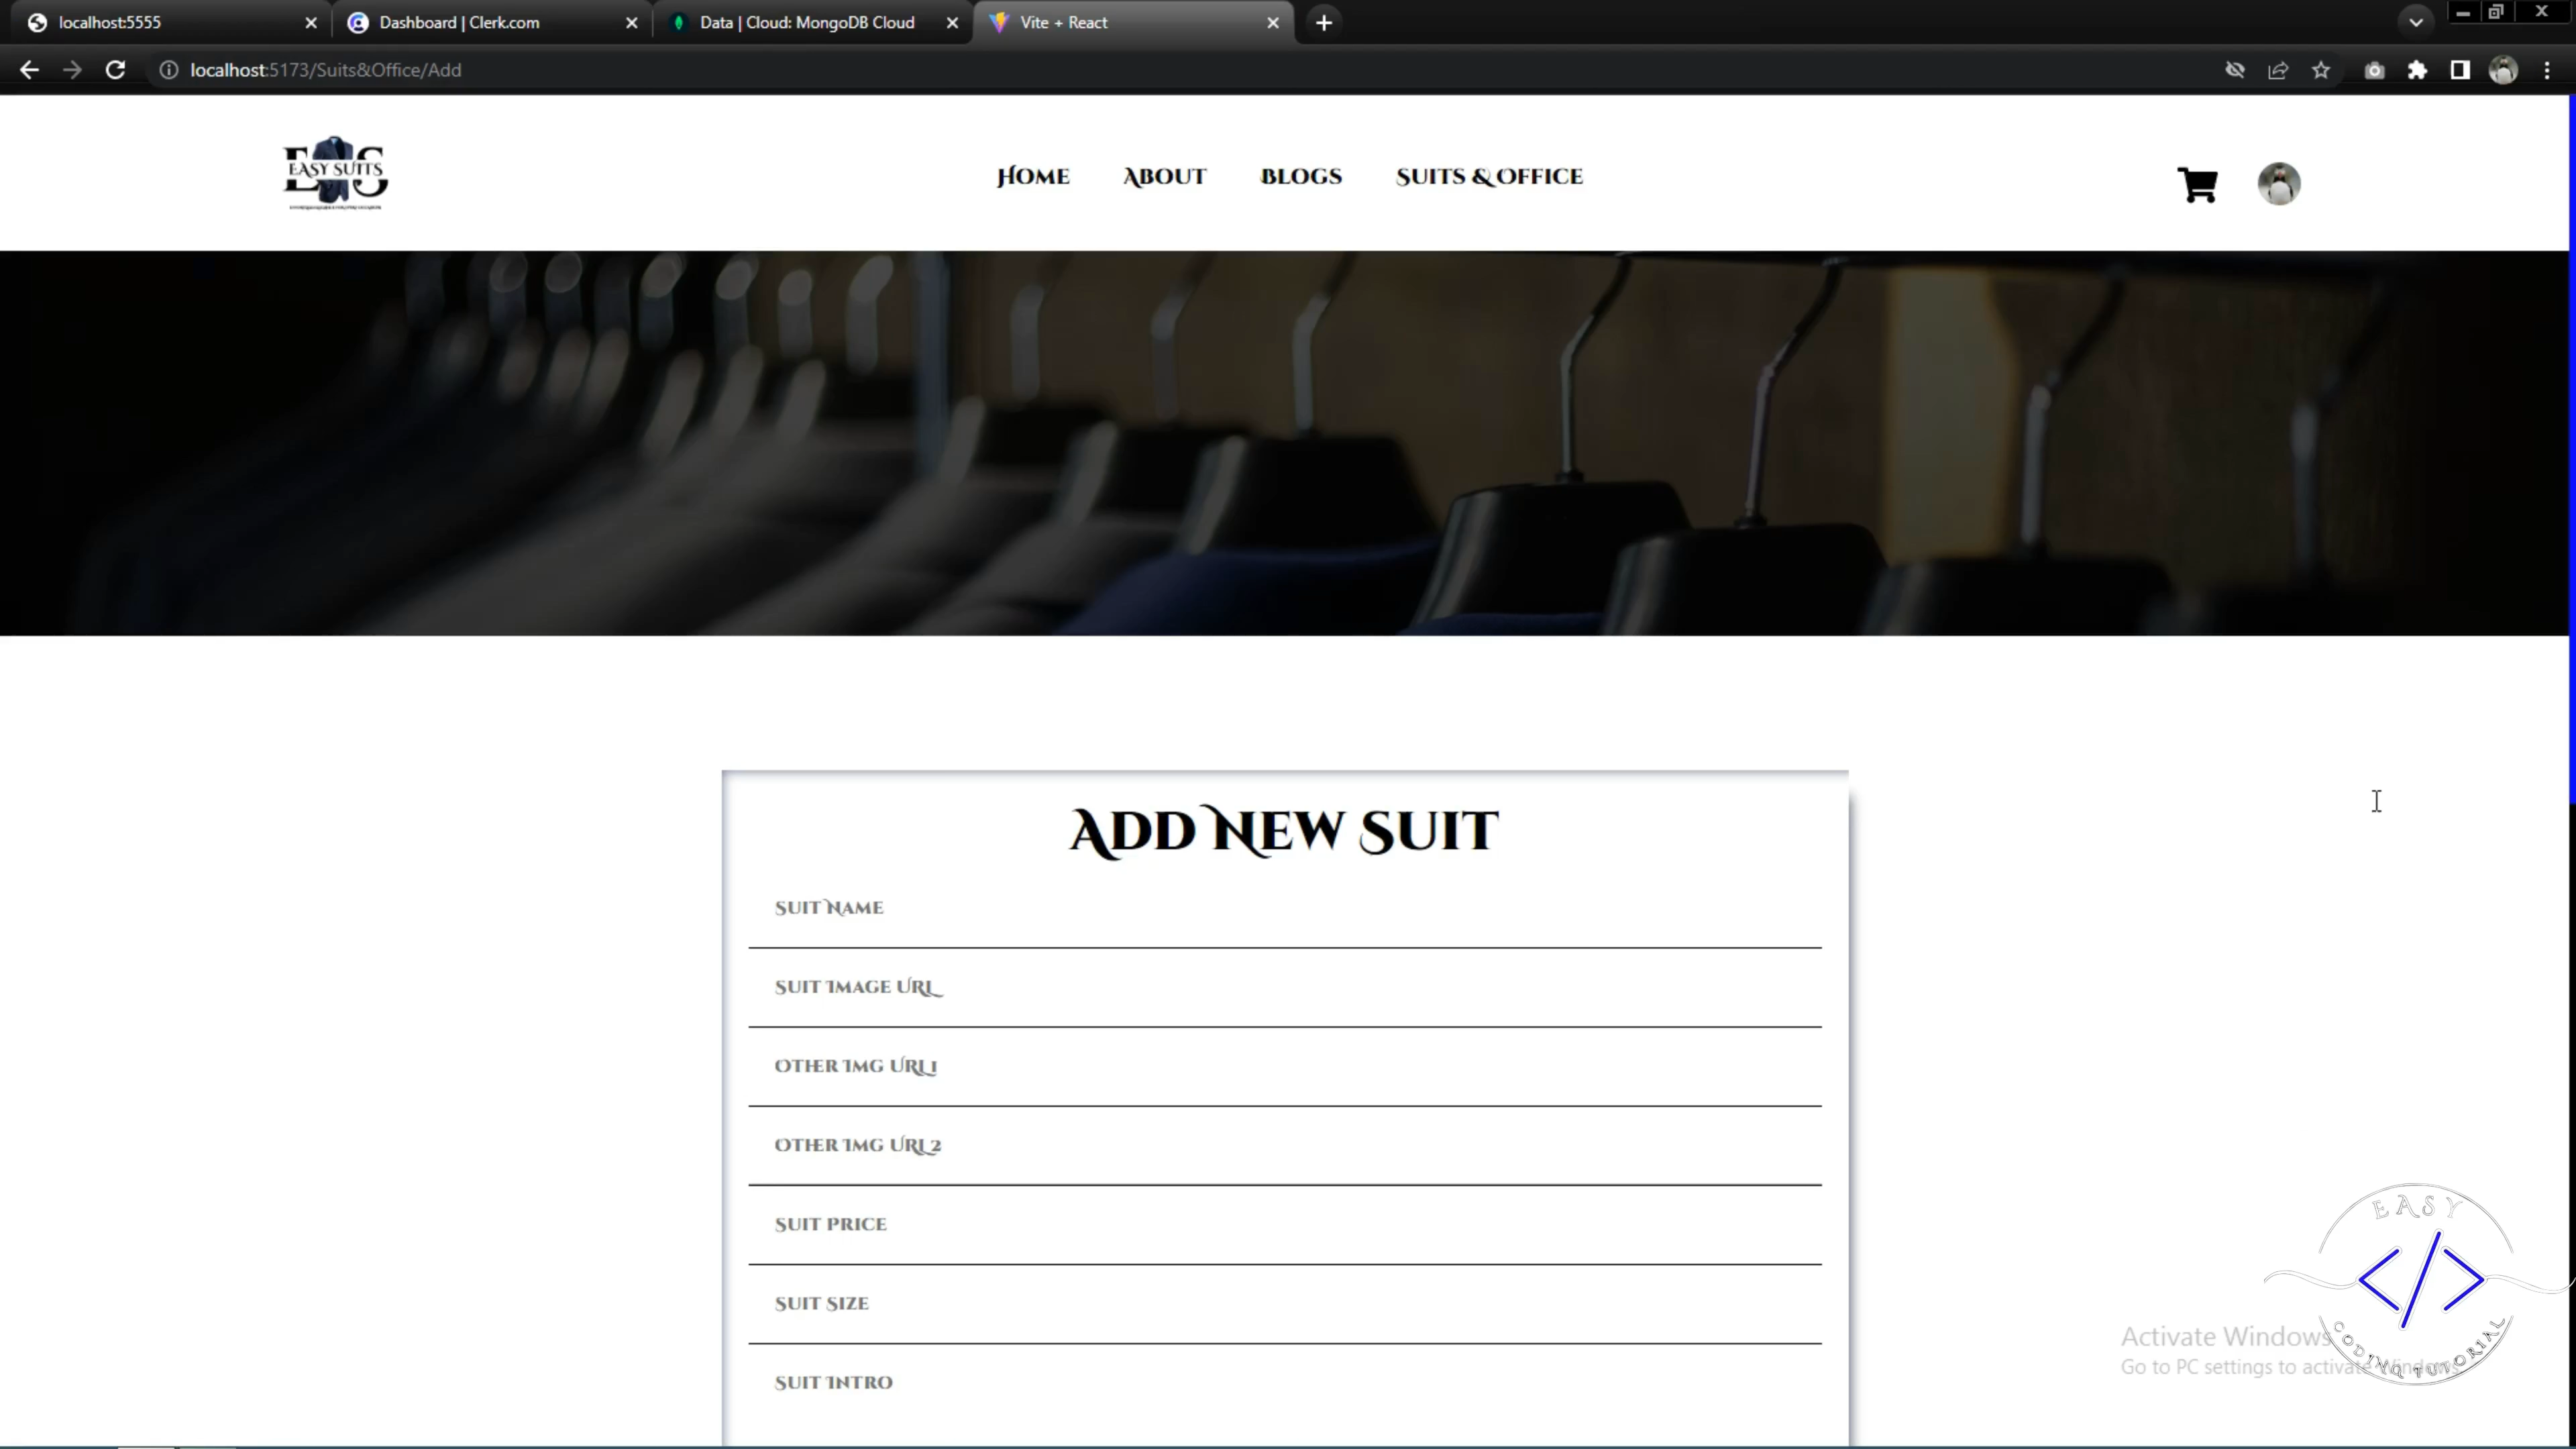 localhost:5555
Dashboard | Clerk.com
Data | Cloud: MongoDB Cloud
Vite + React
localhost:5173/Suits&Office/Add
EASY SUITS
Home
About
Blogs
Suits & Office
Add New Suit
Suit Name
Suit Image URL
Other Img URL1
Other Img URL2
Suit Price
Suit Size
Suit Intro
EASY
</>
CODING TUTORIAL
Activate Windows
Go to PC settings to activate Windows.